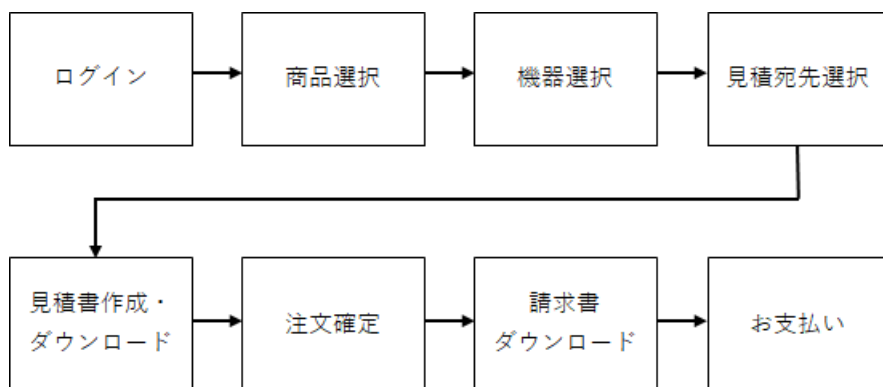 ログイン
商品選択
機器選択
見積宛先選択
見積書作成・
ダウンロード
注文確定
請求書
ダウンロード
お支払い